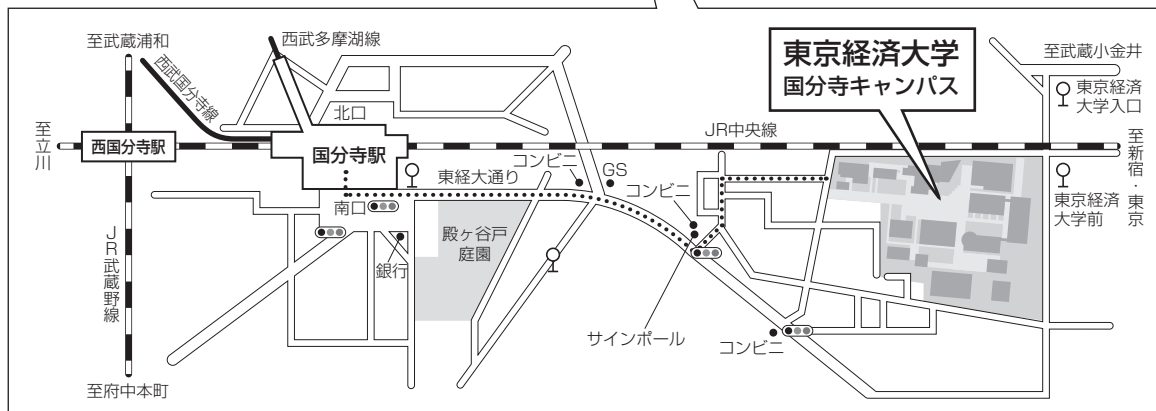 至武蔵浦和
西武多摩湖線
東京経済大学
国分寺キャンパス
至武蔵小金井
西武国分寺線
東京経済
大学入口
北口
JR中央線
至立川
西国分寺駅
国分寺駅
至新宿・東京
コンビニ
GS
東経大通り
コンビニ
東京経済
大学前
南口
殿ヶ谷戸
庭園
銀行
JR武蔵野線
サインポール
コンビニ
至府中本町